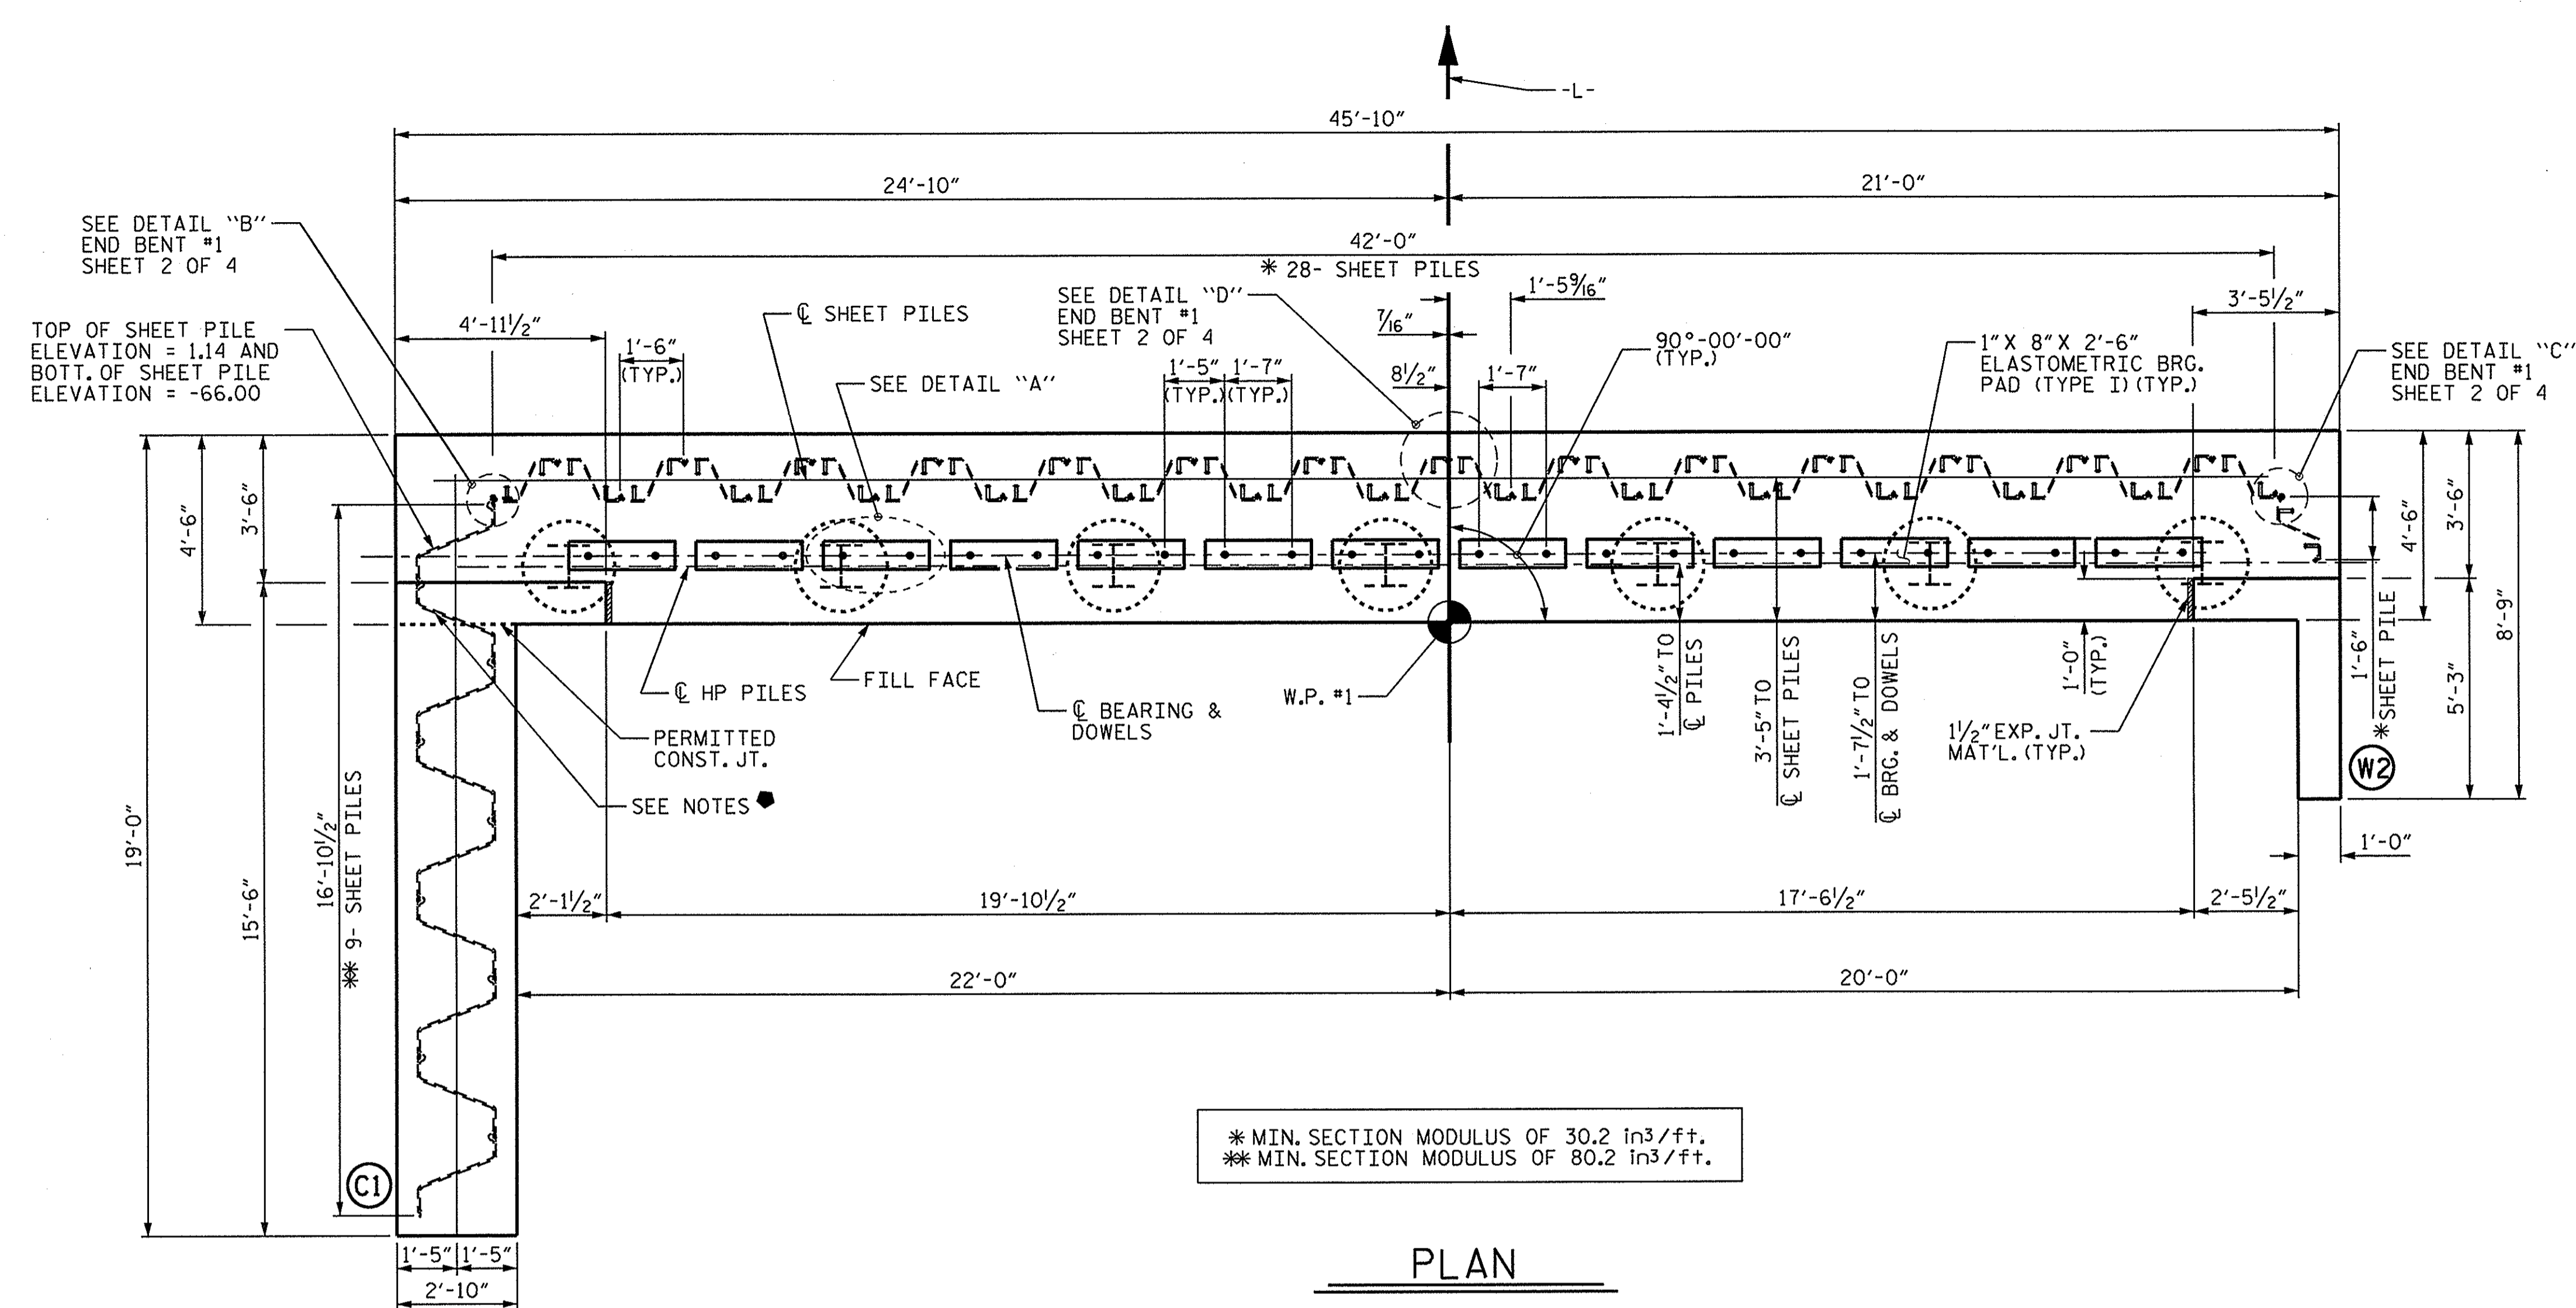 -L-
45'-10"
24'-10"
21'-0"
SEE DETAIL "B"
END BENT #1
SHEET 2 OF 4
42'-0"
* 28- SHEET PILES
TOP OF SHEET PILE
ELEVATION = 1.14 AND
BOTT. OF SHEET PILE
ELEVATION = -66.00
4'-11½"
1'-6"
(TYP.)
℄ SHEET PILES
SEE DETAIL "A"
SEE DETAIL "D"
END BENT #1
SHEET 2 OF 4
1'-5"
(TYP.)
1'-7"
(TYP.)
7/16"
1'-5 9/16"
8½"
1'-7"
90°-00'-00"
(TYP.)
1" X 8" X 2'-6"
ELASTOMETRIC BRG.
PAD (TYPE I) (TYP.)
3'-5½"
SEE DETAIL "C"
END BENT #1
SHEET 2 OF 4
19'-0"
4'-6"
3'-6"
15'-6"
16'-10½"
** 9- SHEET PILES
℄ HP PILES
FILL FACE
PERMITTED
CONST. JT.
SEE NOTES
℄ BEARING &
DOWELS
W.P. #1
1'-4½" TO
℄ PILES
3'-5" TO
℄ SHEET PILES
1'-7½" TO
℄ BRG. & DOWELS
1'-0"
(TYP.)
1½" EXP. JT.
MAT'L. (TYP.)
1'-6"
*SHEET PILE
4'-6"
3'-6"
5'-3"
8'-9"
W2
1'-0"
2'-1½"
19'-10½"
17'-6½"
2'-5½"
22'-0"
20'-0"
C1
1'-5"
1'-5"
2'-10"
* MIN. SECTION MODULUS OF 30.2 in³/ft.
** MIN. SECTION MODULUS OF 80.2 in³/ft.
PLAN